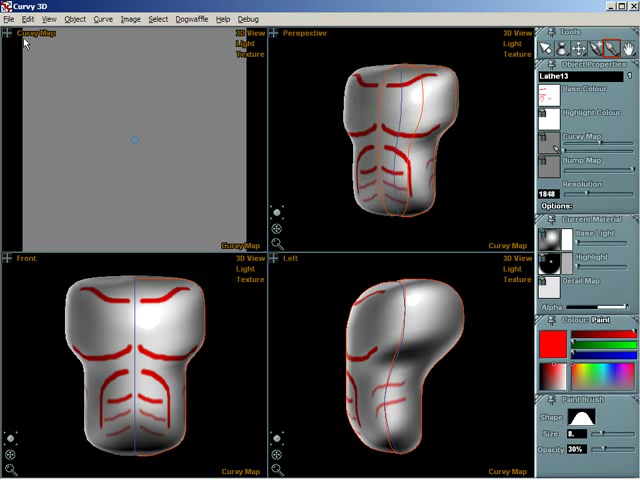 Curvy 3D
File Edit View Object Curve Image Select Dogwaffle Help Debug
Curvy Map
3D View
Light
Texture
Curvy Map
Perspective
3D View
Light
Texture
Curvy Map
Front
3D View
Light
Texture
Curvy Map
Left
3D View
Light
Texture
Curvy Map
Tools
Object Properties
Lathe13 1
Base Colour
Highlight Colour
Curvy Map
Bump Map
Resolution
1848
Options:
Current Material
Base Light
Highlight
Detail Map
Alpha
Colour: Paint
Paint Brush
Shape
Size 8.
Opacity 30%